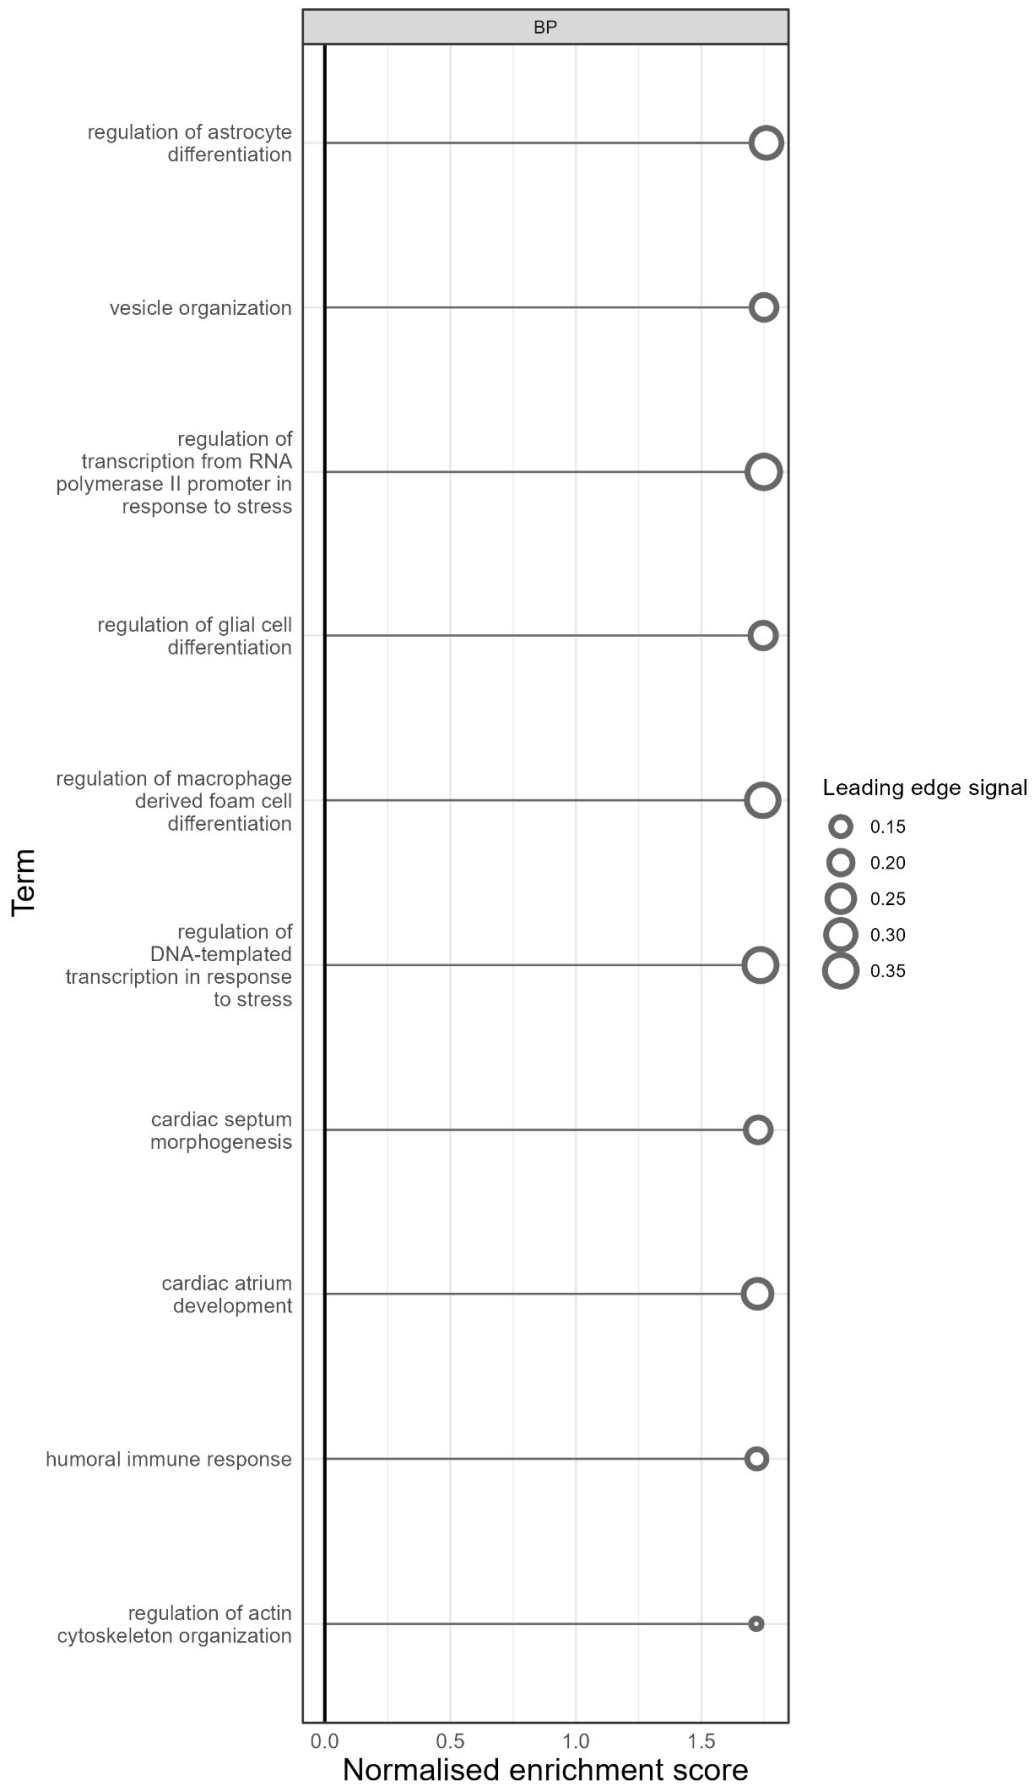 BP
regulation of astrocyte
differentiation
vesicle organization
regulation of
transcription from RNA
polymerase II promoter in
response to stress
regulation of glial cell
differentiation
regulation of macrophage
derived foam cell
differentiation
regulation of
DNA-templated
transcription in response
to stress
cardiac septum
morphogenesis
cardiac atrium
development
humoral immune response
regulation of actin
cytoskeleton organization
Term
0.0 0.5 1.0 1.5
Normalised enrichment score
Leading edge signal
0.15
0.20
0.25
0.30
0.35